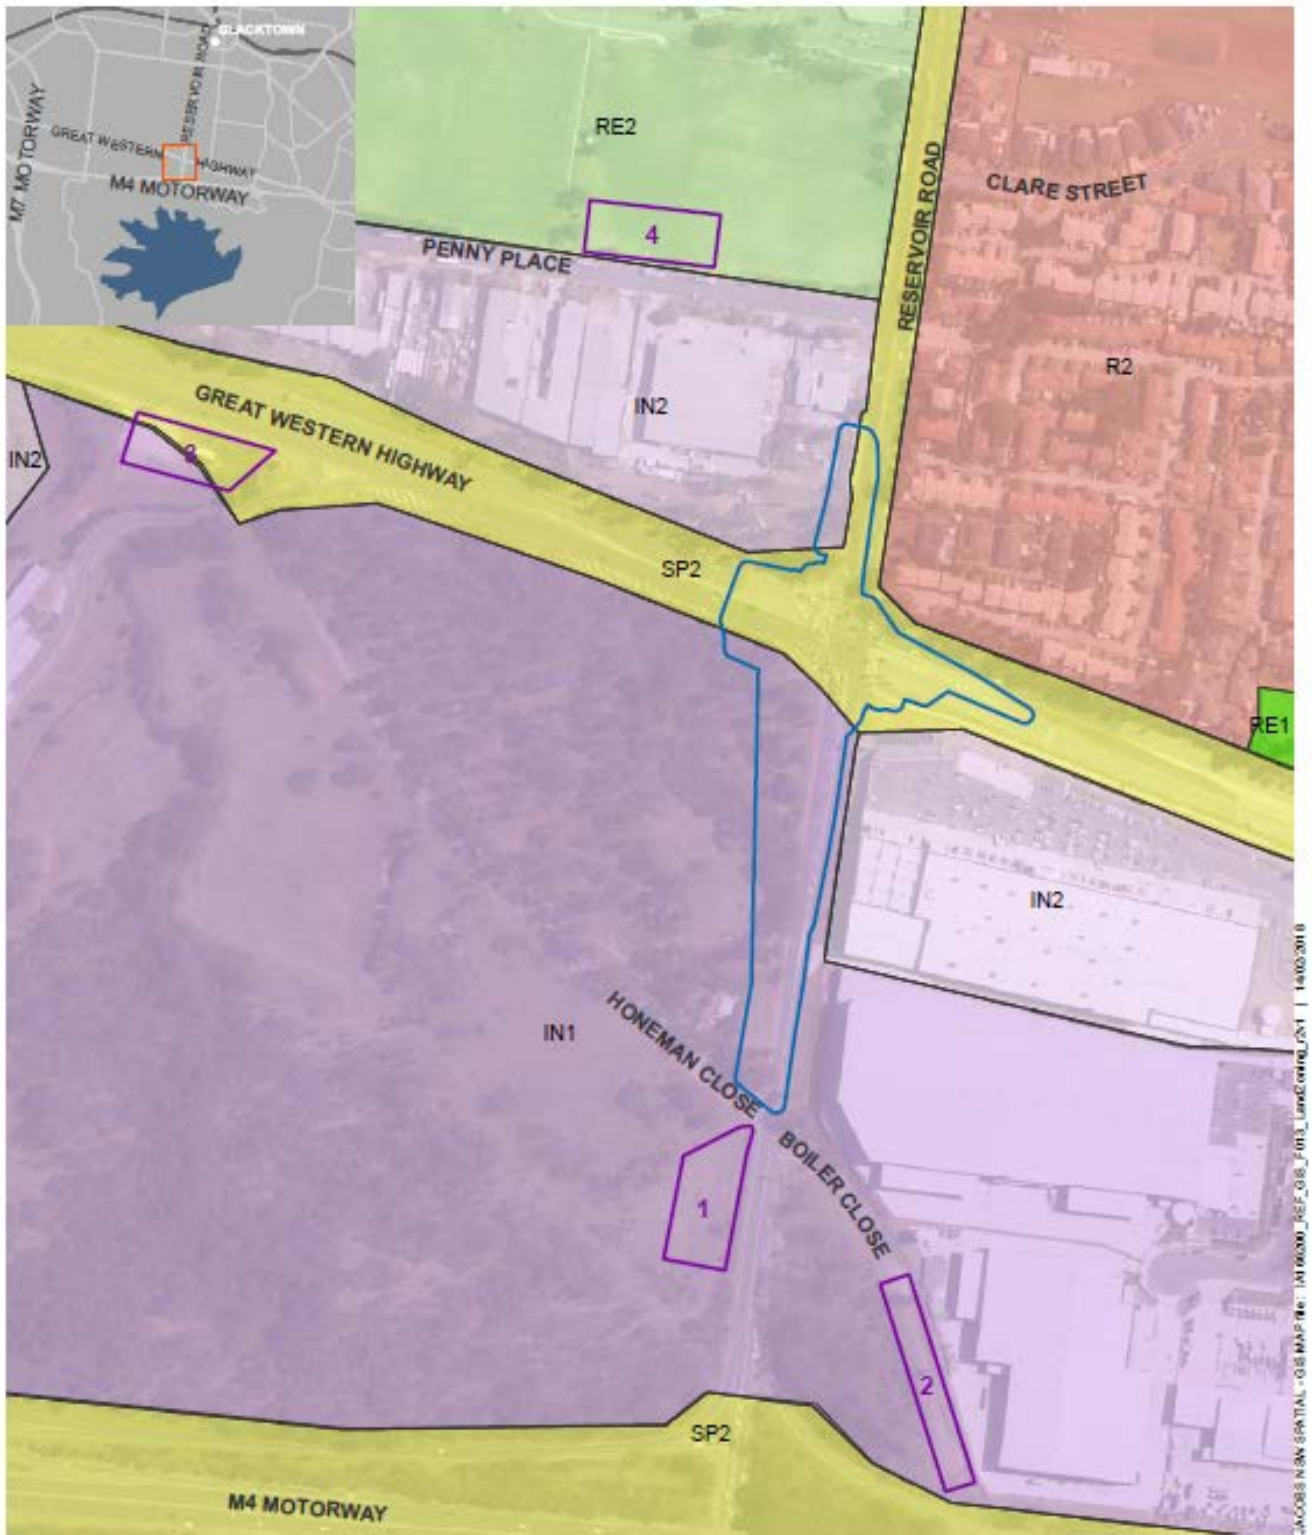 BLACKTOWN
RESERVOIR ROAD
M7 MOTORWAY
GREAT WESTERN
HIGHWAY
M4 MOTORWAY
RE2
4
PENNY PLACE
RESERVOIR ROAD
CLARE STREET
R2
IN2
GREAT WESTERN HIGHWAY
IN2
3
SP2
RE1
IN2
IN1
HONEMAN CLOSE
BOILER CLOSE
1
2
SP2
M4 MOTORWAY